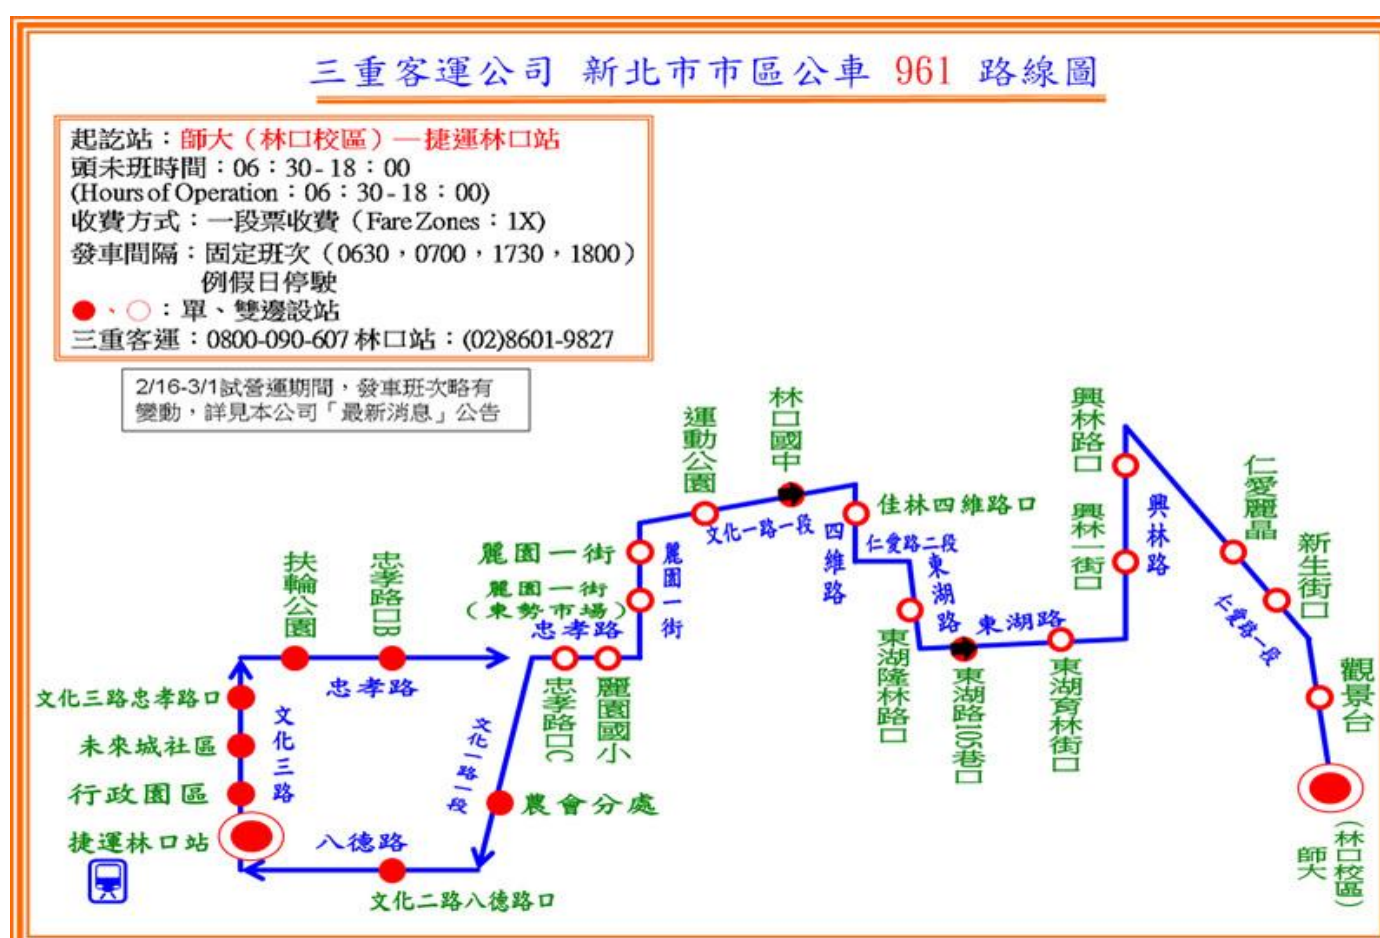 三重客運公司 新北市市區公車 961 路線圖
起訖站：師大（林口校區）—捷運林口站
頭未班時間：06：30-18：00
(Hours of Operation：06：30-18：00)
收費方式：一段票收費（Fare Zones：1X）
發車間隔：固定班次（0630，0700，1730，1800）
例假日停駛
●、○：單、雙邊設站
三重客運：0800-090-607 林口站：(02)8601-9827
2/16-3/1試營運期間，發車班次略有
變動，詳見本公司「最新消息」公告
捷運林口站
行政園區
未來城社區
文化三路忠孝路口
文化三路
扶輪公園
忠孝路口B
忠孝路
忠孝路
忠孝路口C
麗園國小
麗園一街
（東勢市場）
麗園一街
麗園一街
運動公園
林口國中
文化一路一段
佳林四維路口
四維路
仁愛路二段
東湖路
東湖隆林路口
東湖路105巷口
東湖路
東湖育林街口
興林一街口
興林路口
興林路
仁愛麗晶
新生街口
仁愛路一段
觀景台
師大
（林口校區）
文化一路一段
農會分處
八德路
文化二路八德路口